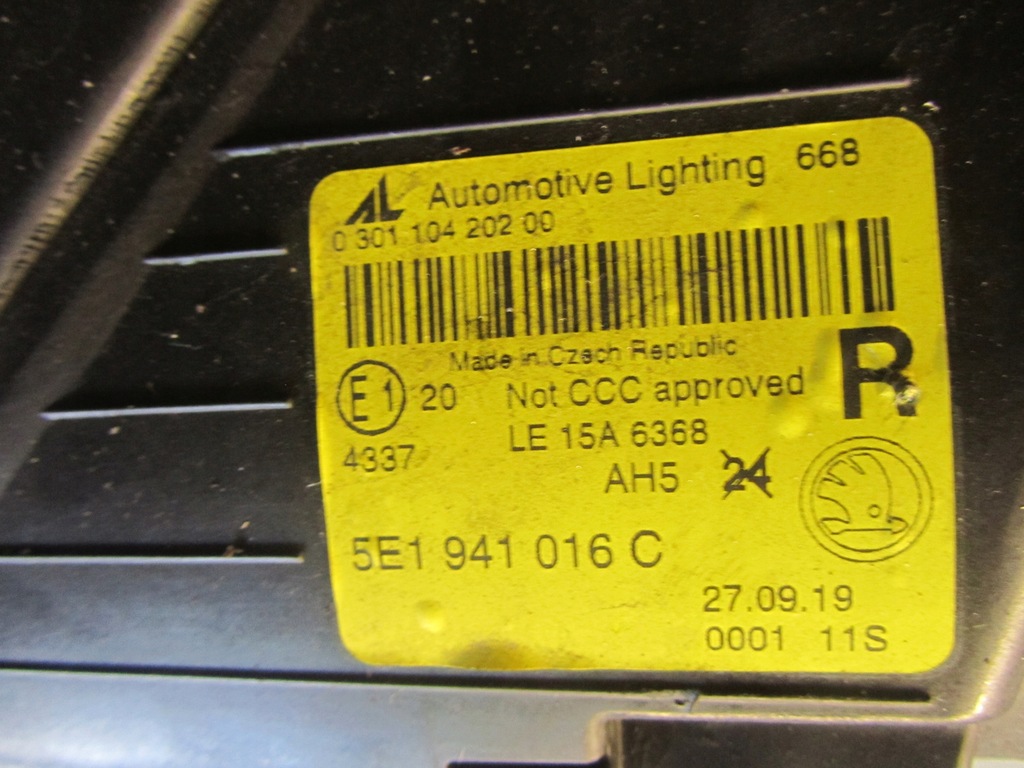 AL Automotive Lighting 668
0 301 104 202 00
Made in Czech Republic
E1 20 Not CCC approved R
4337 LE 15A 6368
AH5 24
5E1 941 016 C
27.09.19
0001 11S